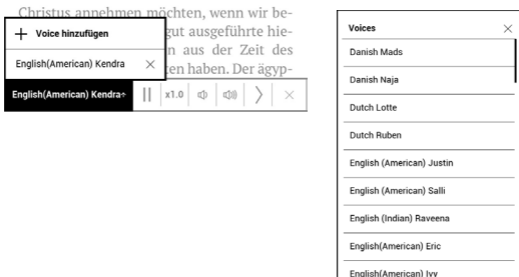 Christus annehmen möchten, wenn wir be-
+ Voice hinzufügen
gut ausgeführte hie-
English(American) Kendra ×
n aus der Zeit des
ten haben. Der ägyp-
English(American) Kendra÷
x1.0
Voices
Danish Mads
Danish Naja
Dutch Lotte
Dutch Ruben
English (American) Justin
English (American) Salli
English (Indian) Raveena
English(American) Eric
English(American) Ivy